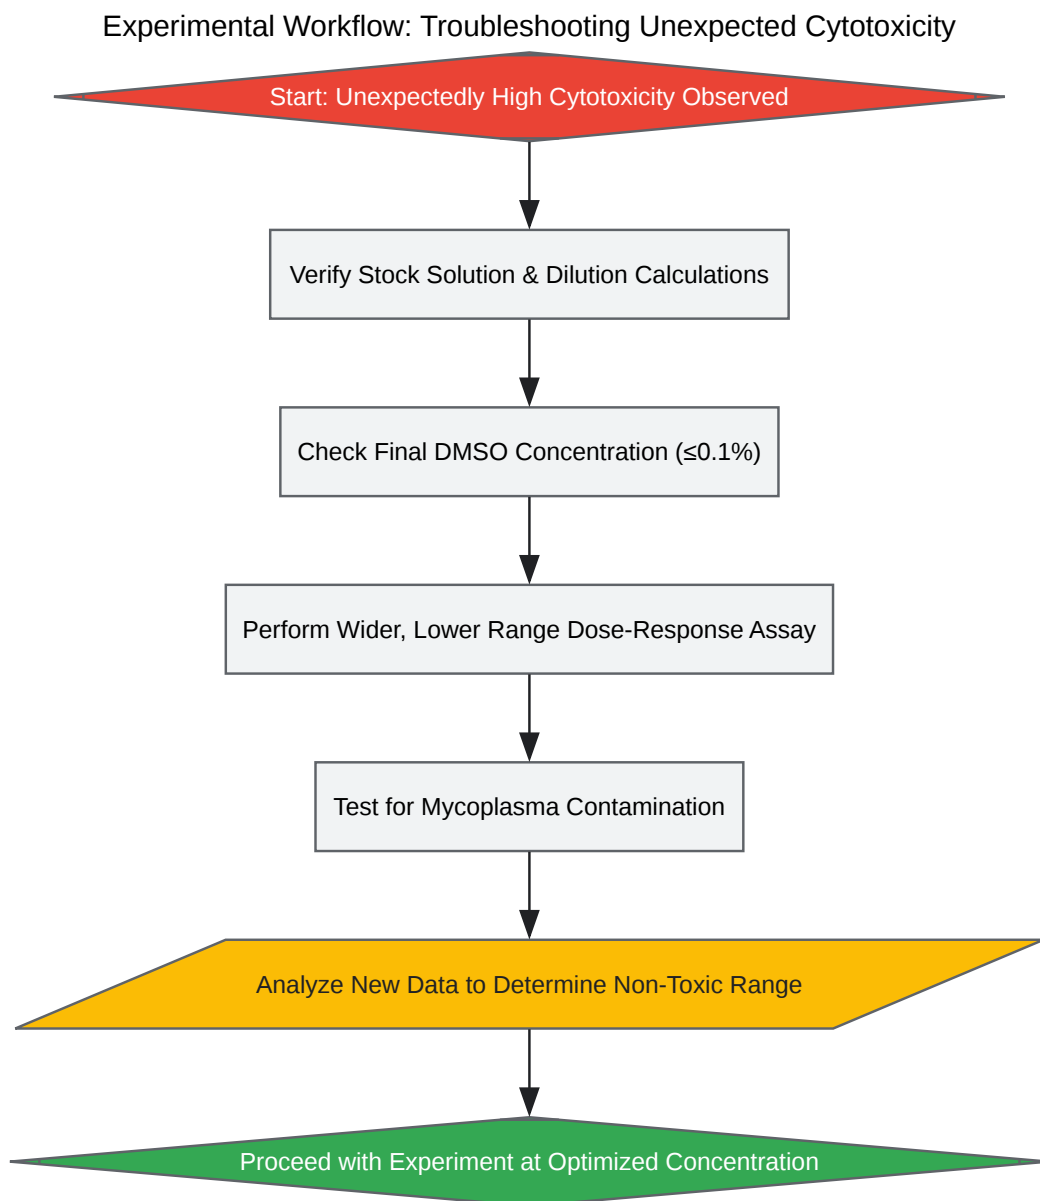 Experimental Workflow: Troubleshooting Unexpected Cytotoxicity
Start: Unexpectedly High Cytotoxicity Observed
Verify Stock Solution & Dilution Calculations
Check Final DMSO Concentration (≤0.1%)
Perform Wider, Lower Range Dose-Response Assay
Test for Mycoplasma Contamination
Analyze New Data to Determine Non-Toxic Range
Proceed with Experiment at Optimized Concentration